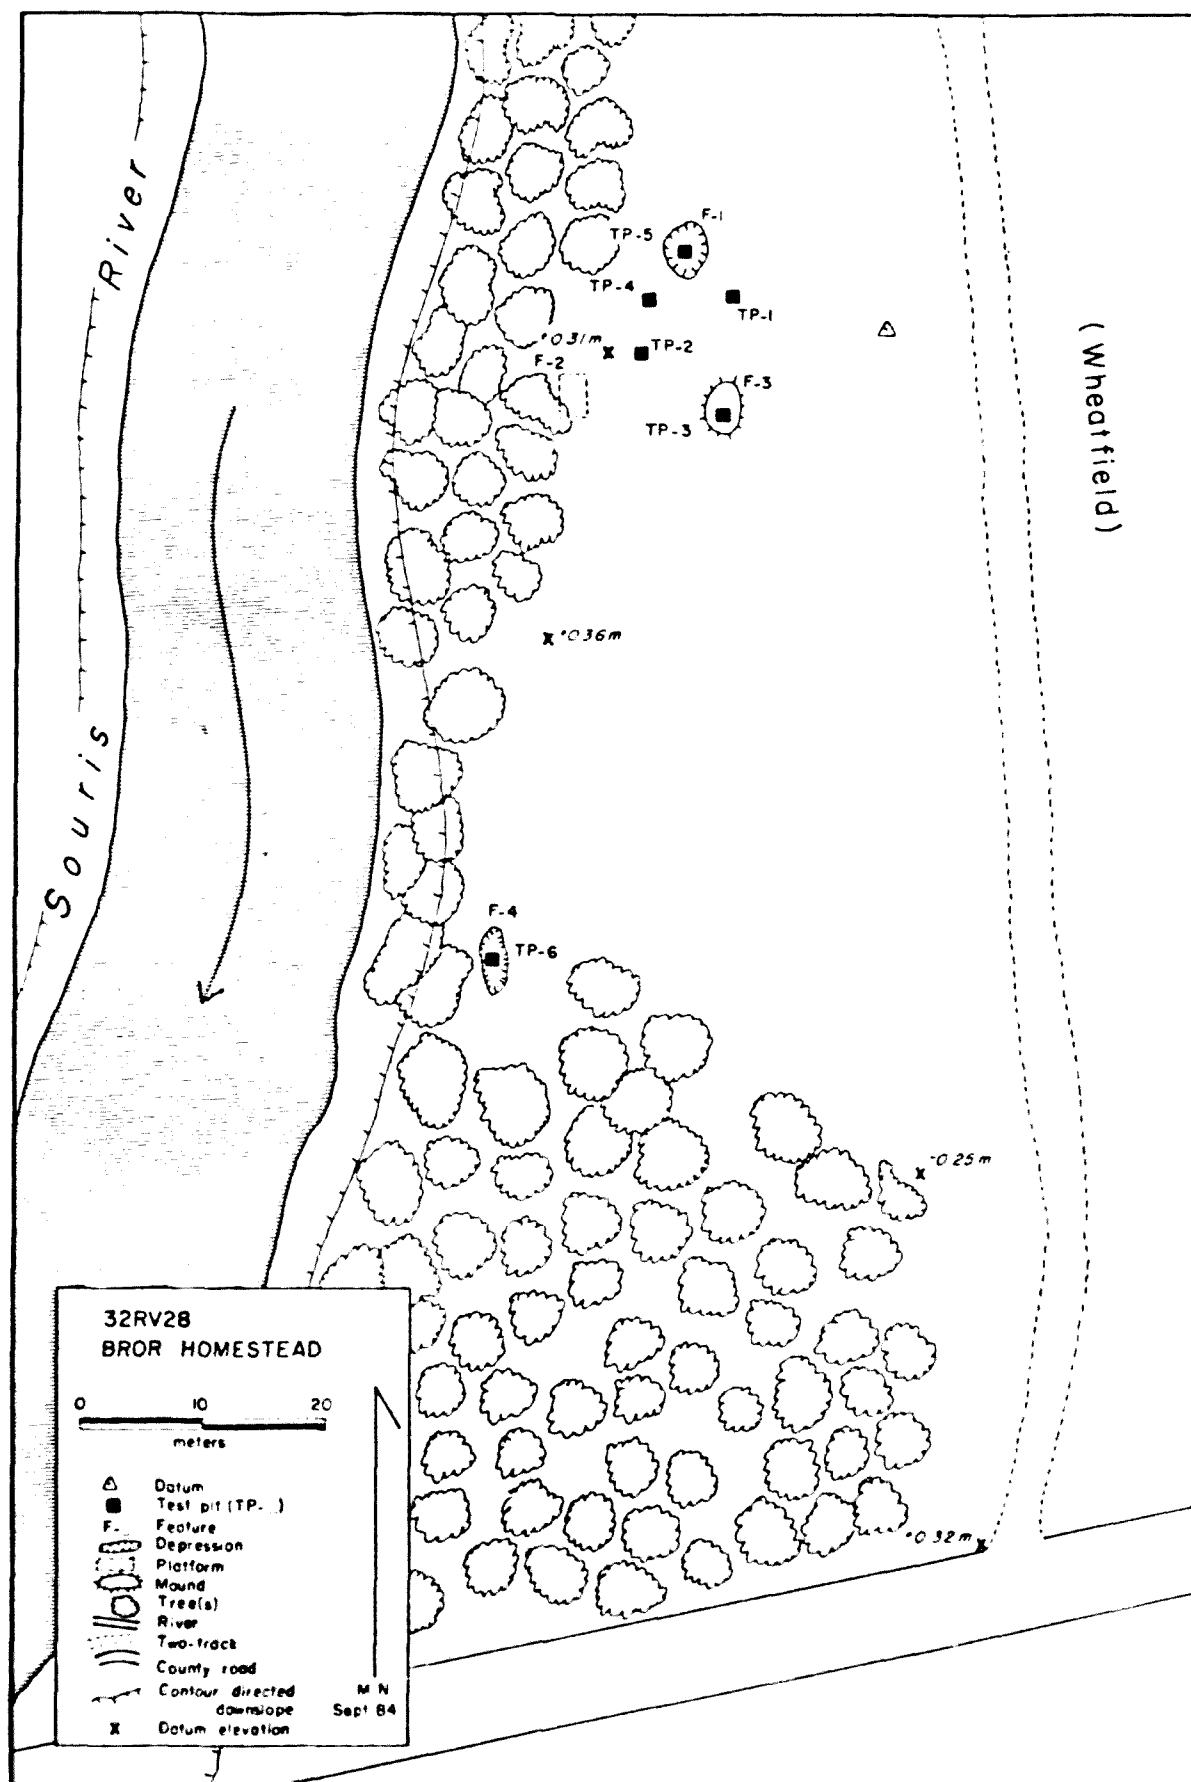 River
Souris
F-1
TP-5
TP-4
TP-1
+0.31m
TP-2
F-2
F-3
TP-3
(Wheatfield)
+0.36m
F-4
TP-6
-0.25m
+0.32m
32RV28
BROR HOMESTEAD
0 10 20
meters
Datum
Test pit (TP-...)
F-... Feature
Depression
Platform
Mound
Tree(s)
River
Two-track
County road
Contour directed
downslope
Datum elevation
M N
Sept 84